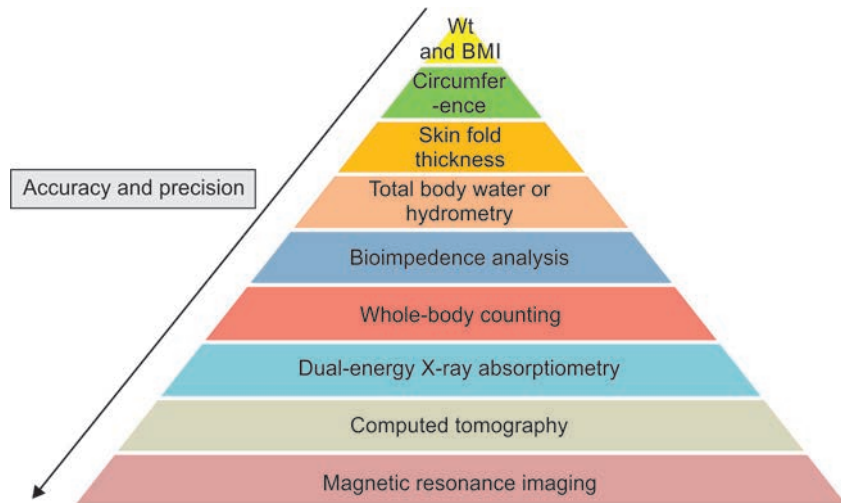 Wt
and BMI
Circumfer
-ence
Skin fold
thickness
Accuracy and precision
Total body water or
hydrometry
Bioimpedence analysis
Whole-body counting
Dual-energy X-ray absorptiometry
Computed tomography
Magnetic resonance imaging